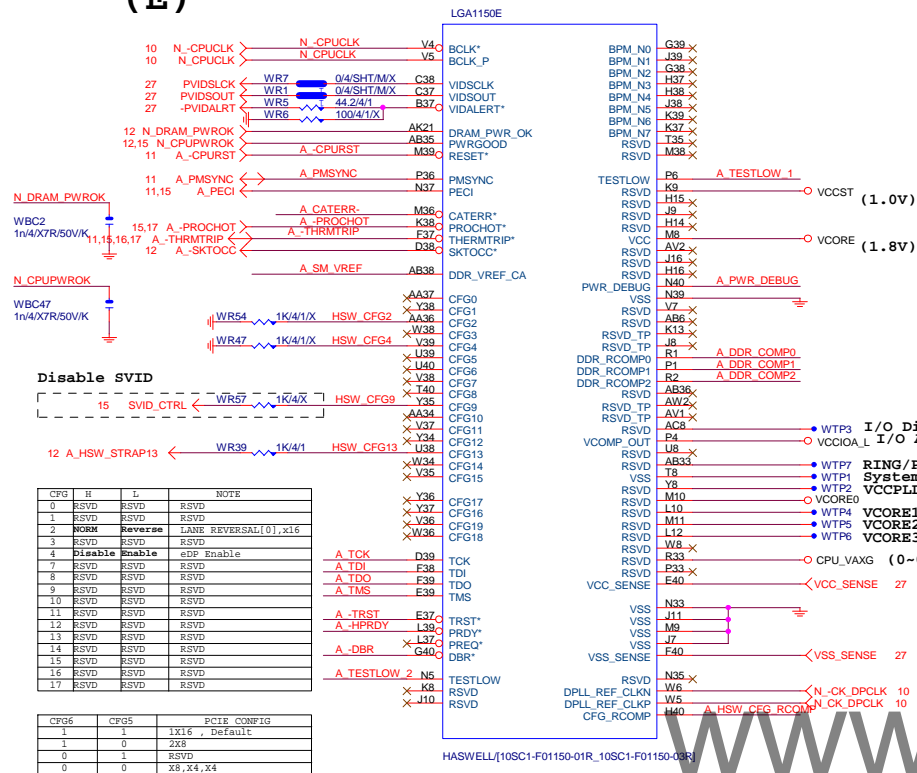 (E)
LGA1150E
10 N_-CPUCLK N_-CPUCLK V4 BCLK* BPM_N0 G39
10 N_CPUCLK N_CPUCLK V5 BCLK_P BPM_N1 J39
BPM_N2 G38
27 PVIDSLCK WR7 0/4/SHT/M/X C38 VIDSCLK BPM_N3 H37
27 PVIDSOUT WR1 0/4/SHT/M/X C37 VIDSOUT BPM_N4 H38
27 -PVIDALRT WR5 44.2/4/1 B37 VIDALERT* BPM_N5 J38
WR6 100/4/1/X BPM_N6 K39
12 N_DRAM_PWROK AK21 DRAM_PWR_OK BPM_N7 K37
12,15 N_CPUPWROK AB35 PWRGOOD RSVD T35
11 A_-CPURST A_-CPURST M39 RESET* RSVD M38
11 A_PMSYNC A_PMSYNC P36 PMSYNC TESTLOW P6 A_TESTLOW_1
11,15 A_PECI N37 PECI RSVD K9 VCCST (1.0V)
RSVD H15
A_CATERR- M36 CATERR* RSVD J9
15,17 A_-PROCHOT A_-PROCHOT K38 PROCHOT* RSVD H14
11,15,16,17 A_-THRMTRIP A_-THRMTRIP F37 THERMTRIP* VCC M8 VCORE (1.8V)
12 A_-SKTOCC D38 SKTOCC* RSVD AV2
RSVD J16
A_SM_VREF AB38 DDR_VREF_CA RSVD H16
PWR_DEBUG N40 A_PWR_DEBUG
N_DRAM_PWROK
WBC2
1n/4/X7R/50V/K
N_CPUPWROK
WBC47
1n/4/X7R/50V/K
AA37 CFG0 VSS N39
Y38 CFG1 RSVD V7
WR54 1K/4/1/X HSW_CFG2 AA36 CFG2 RSVD AB6
W38 CFG3 RSVD_TP K13
WR47 1K/4/1/X HSW_CFG4 V39 CFG4 RSVD_TP J8
U39 CFG5 DDR_RCOMP0 R1 A_DDR_COMP0
U40 CFG6 DDR_RCOMP1 P1 A_DDR_COMP1
V38 CFG7 DDR_RCOMP2 R2 A_DDR_COMP2
T40 CFG8 RSVD AB36
Disable SVID
15 SVID_CTRL WR57 1K/4/X HSW_CFG9 Y35 CFG9 RSVD_TP AW2
AA34 CFG10 RSVD_TP AV1
V37 CFG11 RSVD AC8 WTP3 I/O Di
Y34 CFG12 VCOMP_OUT P4 VCCIOA_L I/O A
12 A_HSW_STRAP13 WR39 1K/4/1 HSW_CFG13 U38 CFG13 RSVD U8
W34 CFG14 RSVD AB33 WTP7 RING/
V35 CFG15 VSS T8 WTP1 System
RSVD Y8 WTP2 VCCPLL
Y36 CFG17 RSVD M10 VCORE0
Y37 CFG16 RSVD L10 WTP4 VCORE1
V36 CFG19 RSVD M11 WTP5 VCORE2
W36 CFG18 RSVD L12 WTP6 VCORE3
RSVD W8
A_TCK D39 TCK RSVD R33 CPU_VAXG (0~
A_TDI F38 TDI RSVD P33
A_TDO F39 TDO VCC_SENSE E40 VCC_SENSE 27
A_TMS E39 TMS
VSS N33
A_-TRST E37 TRST* VSS J11
A_-HPRDY L39 PRDY* VSS M9
L37 PREQ* VSS J7
A_-DBR G40 DBR* VSS_SENSE F40 VSS_SENSE 27
A_TESTLOW_2 N5 TESTLOW RSVD N35
K8 RSVD DPLL_REF_CLKN W6 N_-CK_DPCLK 10
J10 RSVD DPLL_REF_CLKP W5 N_CK_DPCLK 10
CFG_RCOMP H40 A_HSW_CFG_RCOMP
HASWELL/[10SC1-F01150-01R_10SC1-F01150-03R]
CFG H L NOTE
0 RSVD RSVD RSVD
1 RSVD RSVD RSVD
2 NORM Reverse LANE REVERSAL[0],x16
3 RSVD RSVD RSVD
4 Disable Enable eDP Enable
7 RSVD RSVD RSVD
8 RSVD RSVD RSVD
9 RSVD RSVD RSVD
10 RSVD RSVD RSVD
11 RSVD RSVD RSVD
12 RSVD RSVD RSVD
13 RSVD RSVD RSVD
14 RSVD RSVD RSVD
15 RSVD RSVD RSVD
16 RSVD RSVD RSVD
17 RSVD RSVD RSVD
CFG6 CFG5 PCIE CONFIG
1 1 1X16 , Default
1 0 2X8
0 1 RSVD
0 0 X8,X4,X4
WWW